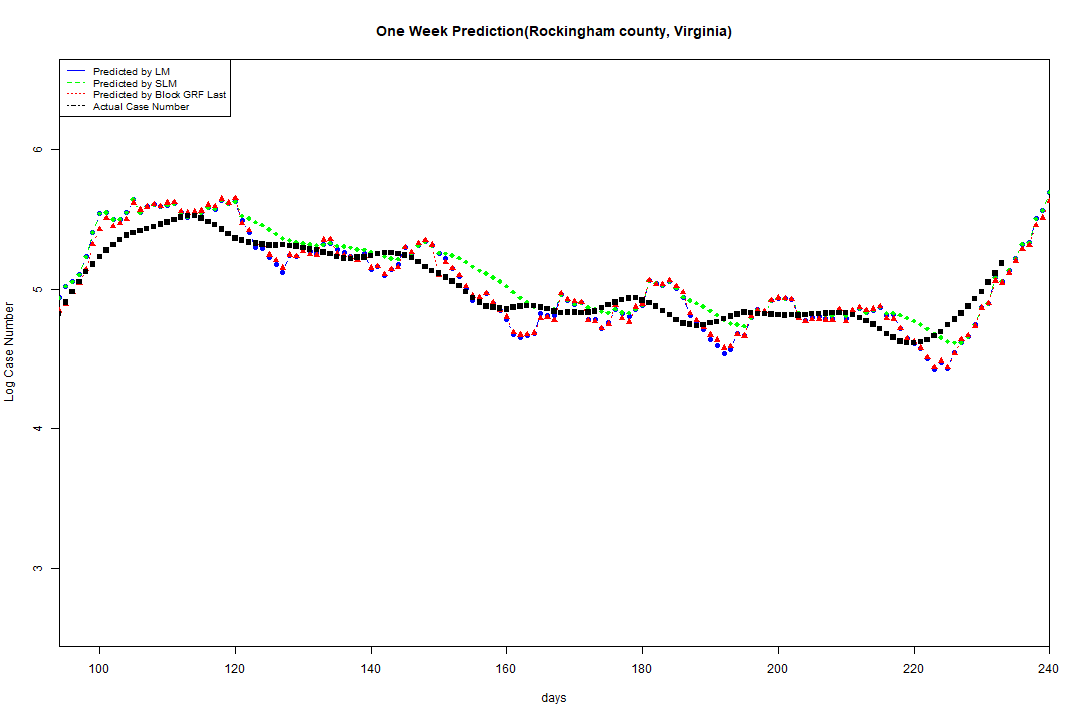 One Week Prediction(Rockingham county, Virginia)
Predicted by LM
Predicted by SLM
Predicted by Block GRF Last
Actual Case Number
6
5
4
3
Log Case Number
100 120 140 160 180 200 220 240
days